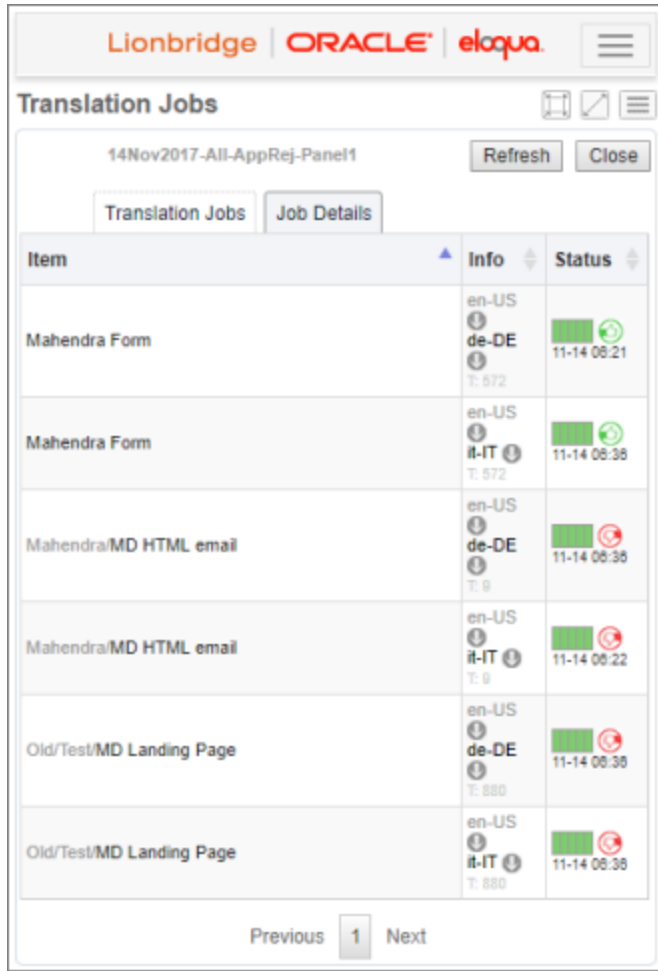 Lionbridge | ORACLE | eloqua.
Translation Jobs
14Nov2017-All-AppRej-Panel1 Refresh Close
Translation Jobs Job Details
Item Info Status
Mahendra Form
en-US
de-DE
T: 572
11-14 06:21
Mahendra Form
en-US
it-IT
T: 572
11-14 06:36
Mahendra/MD HTML email
en-US
de-DE
T: 9
11-14 06:36
Mahendra/MD HTML email
en-US
it-IT
T: 9
11-14 06:22
Old/Test/MD Landing Page
en-US
de-DE
T: 880
11-14 06:36
Old/Test/MD Landing Page
en-US
it-IT
T: 880
11-14 06:36
Previous 1 Next